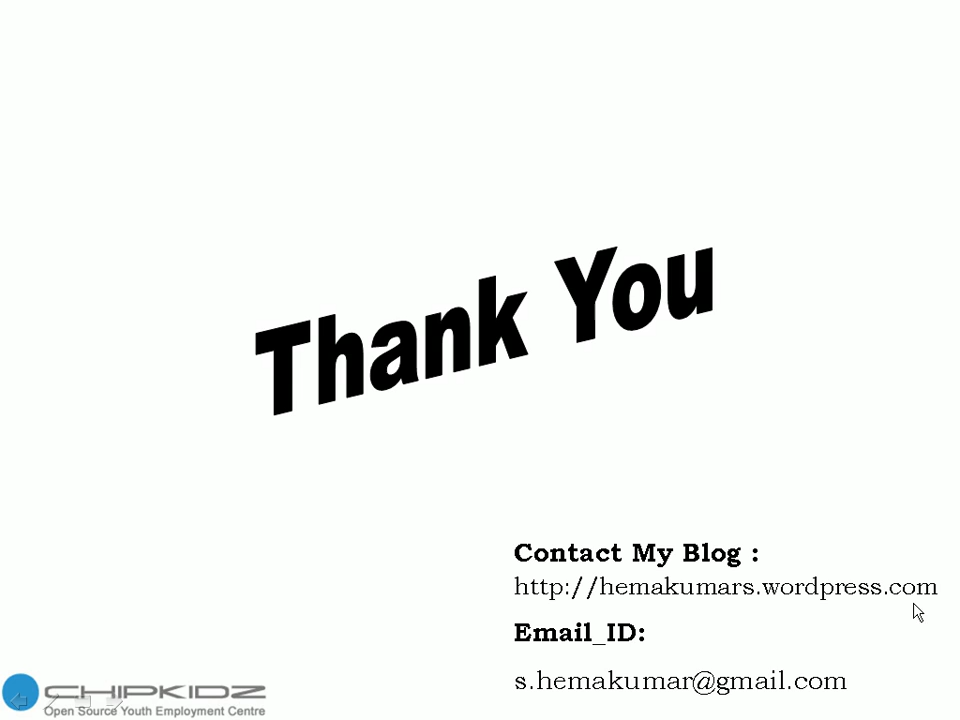 Thank You
Contact My Blog :
http://hemakumars.wordpress.com
Email_ID:
s.hemakumar@gmail.com
CHIPKIDZ
Open Source Youth Employment Centre